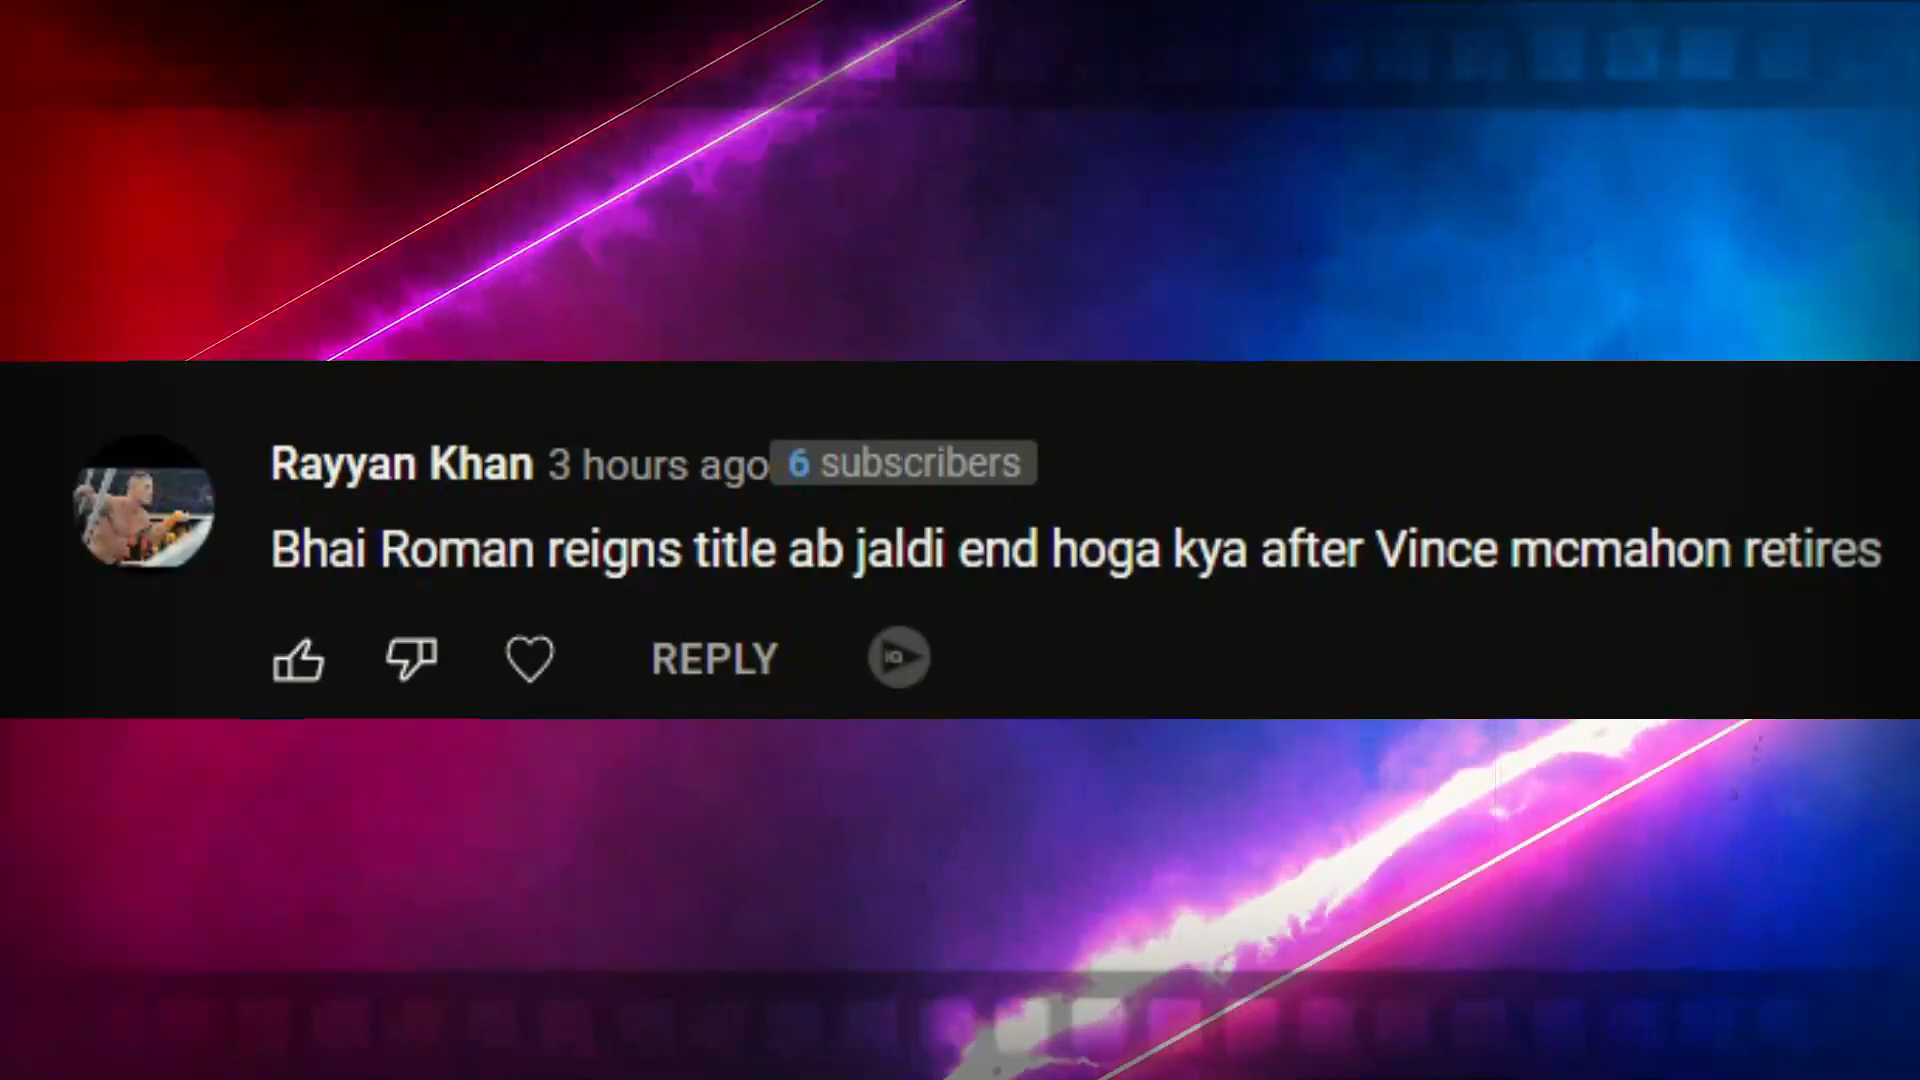 Rayyan Khan 3 hours ago 6 subscribers
Bhai Roman reigns title ab jaldi end hoga kya after Vince mcmahon retires
REPLY
IQ